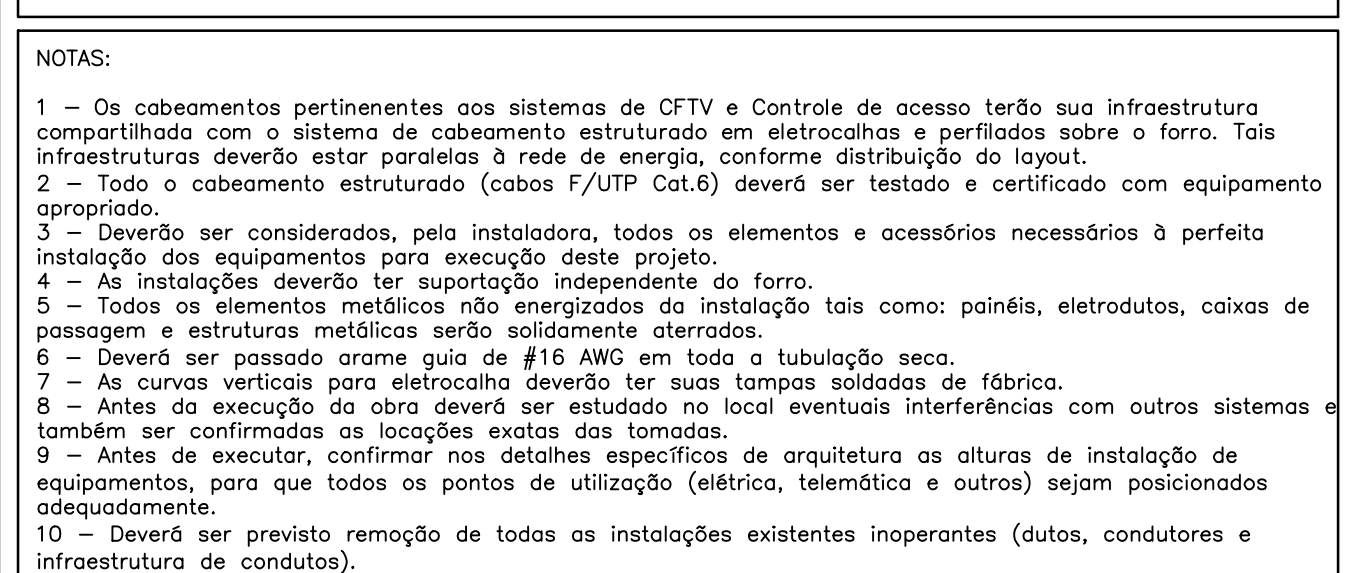 NOTAS:
1 – Os cabeamentos pertinenentes aos sistemas de CFTV e Controle de acesso terão sua infraestrutura
compartilhada com o sistema de cabeamento estruturado em eletrocalhas e perfilados sobre o forro. Tais
infraestruturas deverão estar paralelas à rede de energia, conforme distribuição do layout.
2 – Todo o cabeamento estruturado (cabos F/UTP Cat.6) deverá ser testado e certificado com equipamento
apropriado.
3 – Deverão ser considerados, pela instaladora, todos os elementos e acessórios necessários à perfeita
instalação dos equipamentos para execução deste projeto.
4 – As instalações deverão ter suportação independente do forro.
5 – Todos os elementos metálicos não energizados da instalação tais como: painéis, eletrodutos, caixas de
passagem e estruturas metálicas serão solidamente aterrados.
6 – Deverá ser passado arame guia de #16 AWG em toda a tubulação seca.
7 – As curvas verticais para eletrocalha deverão ter suas tampas soldadas de fábrica.
8 – Antes da execução da obra deverá ser estudado no local eventuais interferências com outros sistemas e
também ser confirmadas as locações exatas das tomadas.
9 – Antes de executar, confirmar nos detalhes específicos de arquitetura as alturas de instalação de
equipamentos, para que todos os pontos de utilização (elétrica, telemática e outros) sejam posicionados
adequadamente.
10 – Deverá ser previsto remoção de todas as instalações existentes inoperantes (dutos, condutores e
infraestrutura de condutos).